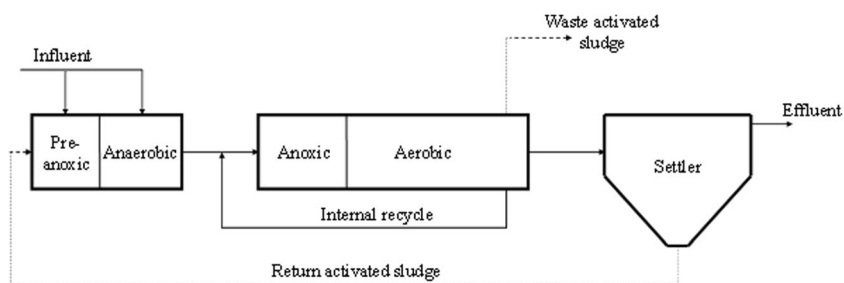 Waste activated
sludge
Influent
Effluent
Pre-
anoxic
Anaerobic
Anoxic
Aerobic
Settler
Internal recycle
Return activated sludge